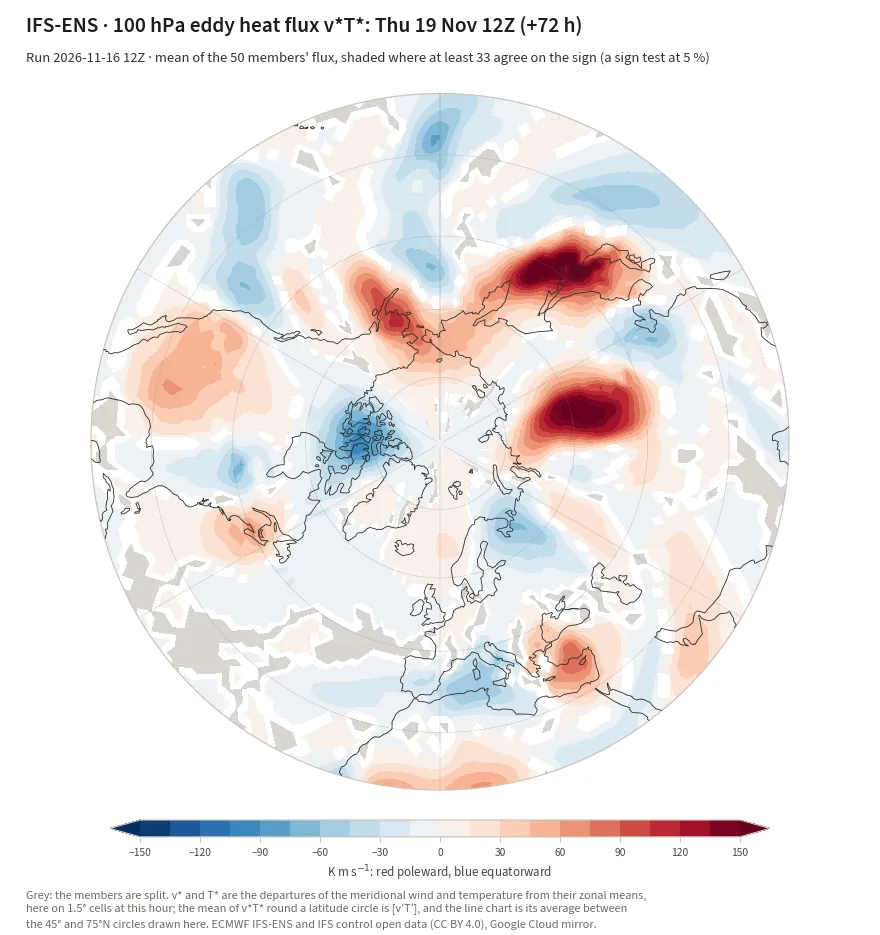 IFS-ENS · 100 hPa eddy heat flux v*T*: Thu 19 Nov 12Z (+72 h)
Run 2026-11-16 12Z · mean of the 50 members' flux, shaded where at least 33 agree on the sign (a sign test at 5 %)
−150 −120 −90 −60 −30 0 30 60 90 120 150
K m s⁻¹: red poleward, blue equatorward
Grey: the members are split. v* and T* are the departures of the meridional wind and temperature from their zonal means,
here on 1.5° cells at this hour; the mean of v*T* round a latitude circle is [v′T′], and the line chart is its average between
the 45° and 75°N circles drawn here. ECMWF IFS-ENS and IFS control open data (CC BY 4.0), Google Cloud mirror.